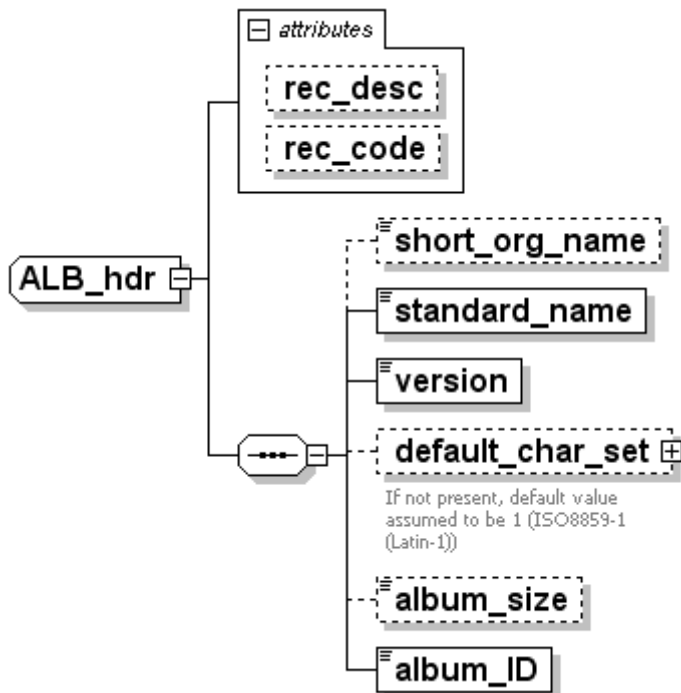 attributes
rec_desc
rec_code
ALB_hdr
short_org_name
standard_name
version
default_char_set
If not present, default value
assumed to be 1 (ISO8859-1
(Latin-1))
album_size
album_ID